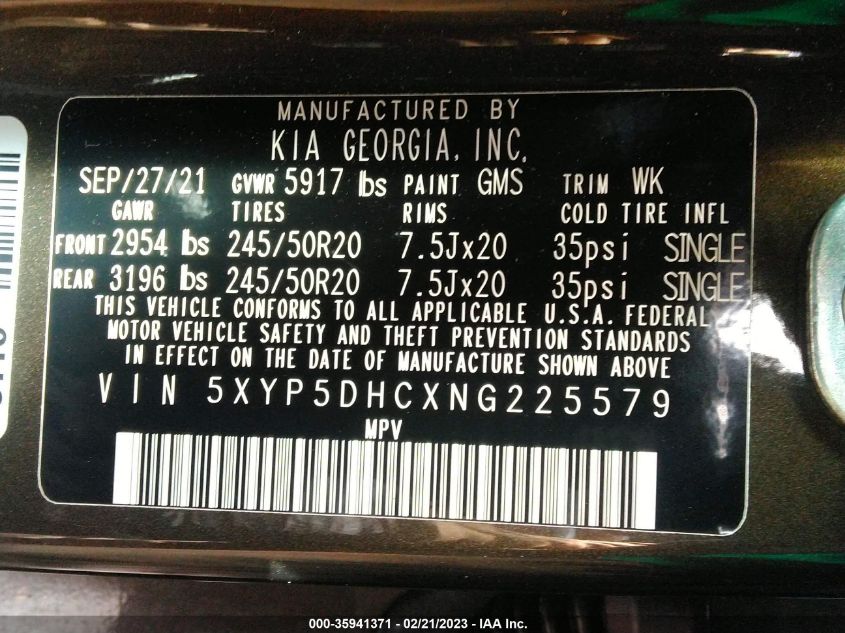 MANUFACTURED BY
KIA GEORGIA, INC.
SEP/27/21 GVWR 5917 lbs PAINT GMS TRIM WK
GAWR TIRES RIMS COLD TIRE INFL
FRONT 2954 lbs 245/50R20 7.5Jx20 35psi SINGLE
REAR 3196 lbs 245/50R20 7.5Jx20 35psi SINGLE
THIS VEHICLE CONFORMS TO ALL APPLICABLE U.S.A. FEDERAL
MOTOR VEHICLE SAFETY AND THEFT PREVENTION STANDARDS
IN EFFECT ON THE DATE OF MANUFACTURE SHOWN ABOVE
VIN 5XYP5DHCXNG225579
MPV
000-35941371 / 02/21/2023 - IAA Inc.